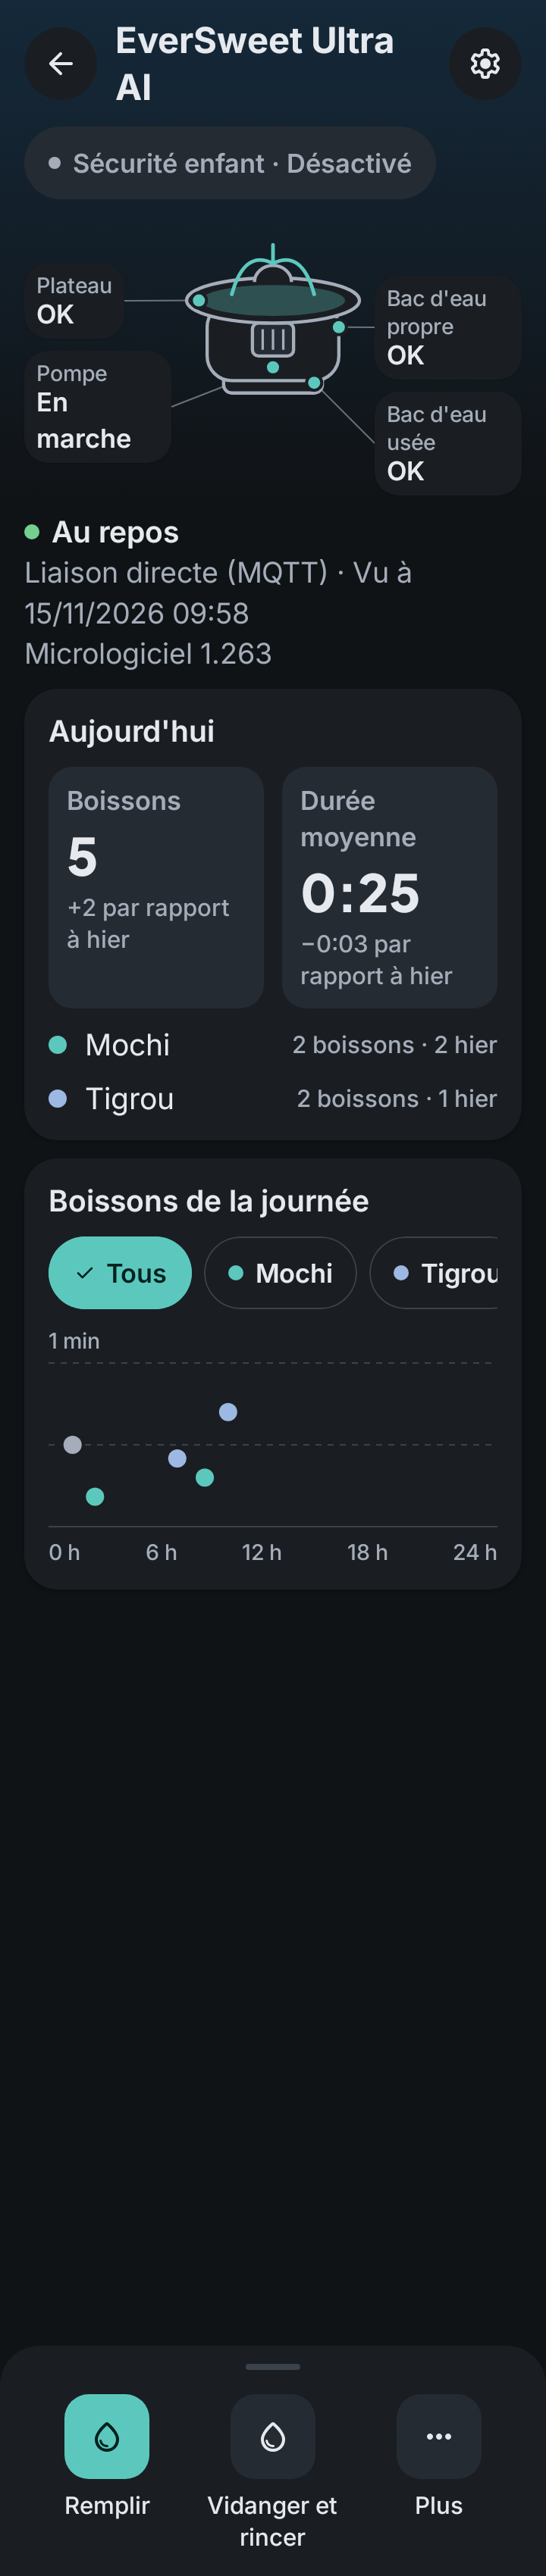 EverSweet Ultra
AI
Sécurité enfant · Désactivé
Plateau
OK
Bac d'eau
propre
OK
Pompe
En
marche
Bac d'eau
usée
OK
Au repos
Liaison directe (MQTT) · Vu à
15/11/2026 09:58
Micrologiciel 1.263
Aujourd'hui
Boissons
5
+2 par rapport
à hier
Durée
moyenne
0:25
−0:03 par
rapport à hier
Mochi 2 boissons · 2 hier
Tigrou 2 boissons · 1 hier
Boissons de la journée
Tous Mochi Tigrou
1 min
0 h 6 h 12 h 18 h 24 h
Remplir
Vidanger et
rincer
Plus